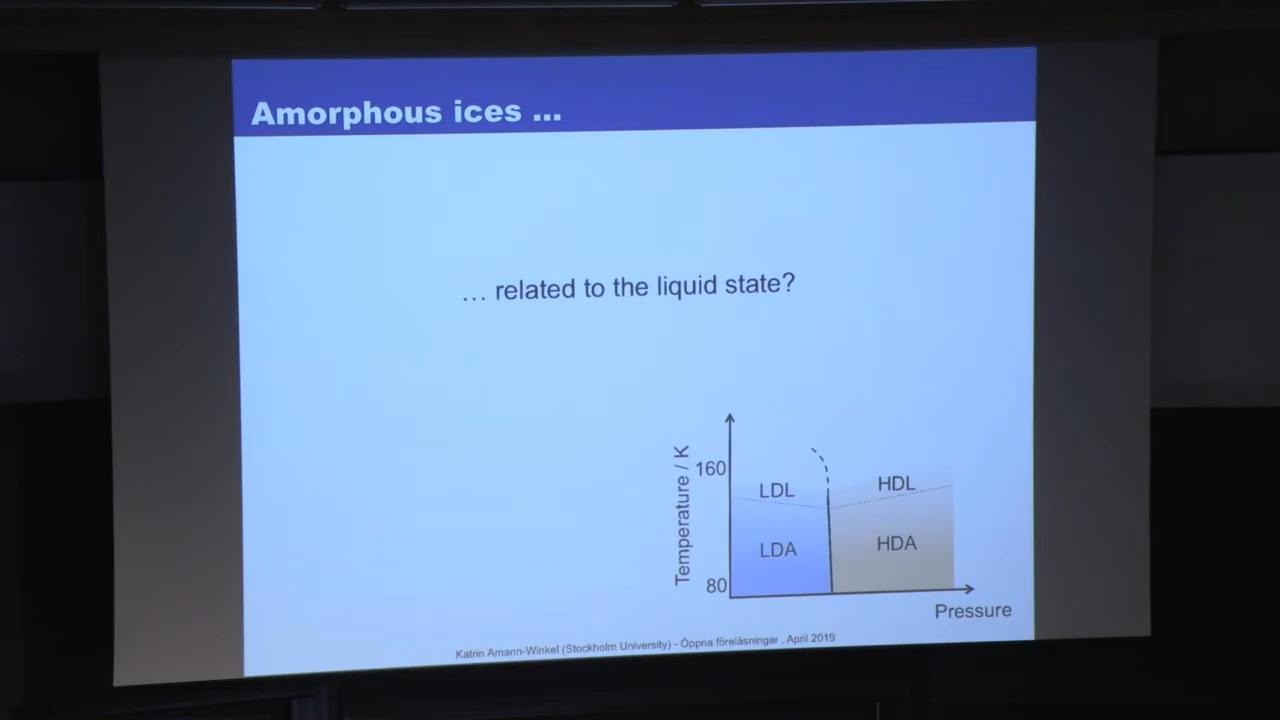 Amorphous ices ...
... related to the liquid state?
Temperature / K
160
80
LDL
HDL
LDA
HDA
Pressure
Katrin Amann-Winkel (Stockholm University) - Öppna föreläsningar , April 2019